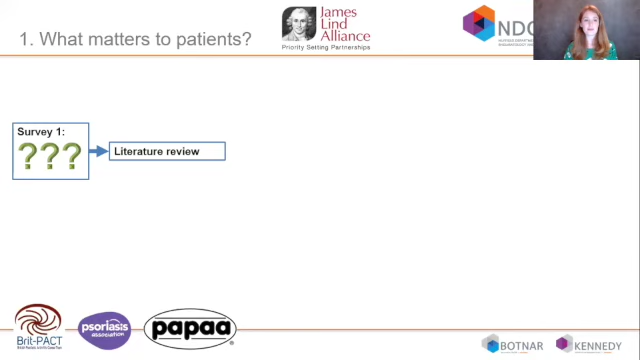 1. What matters to patients?
James
Lind
Alliance
Priority Setting Partnerships
Survey 1:
???
Literature review
Brit-PACT
psoriasis
association
papaa
BOTNAR
KENNEDY